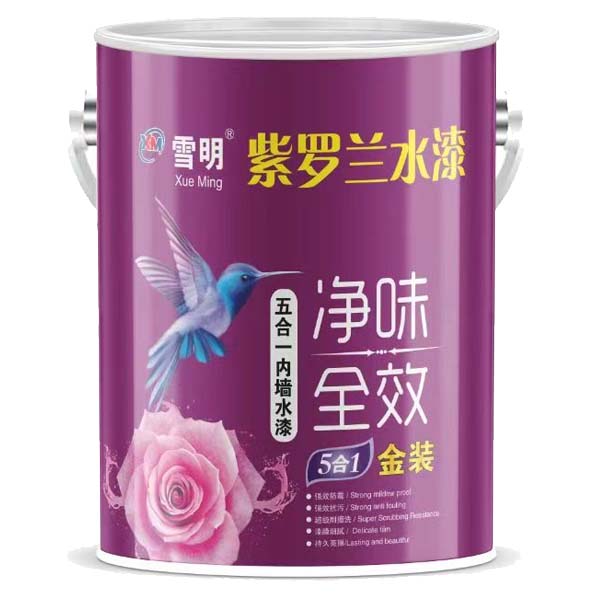 XM
雪明®
Xue Ming
紫罗兰水漆
五合一内墙水漆
净味
全效
5合1 金装
强效防霉 / Strong mildew proof
强效抗污 / Strong anti fouling
超级耐擦洗 / Super Scrubbing Resistance
漆膜细腻 / Delicate film
持久亮丽/Lasting and beautiful